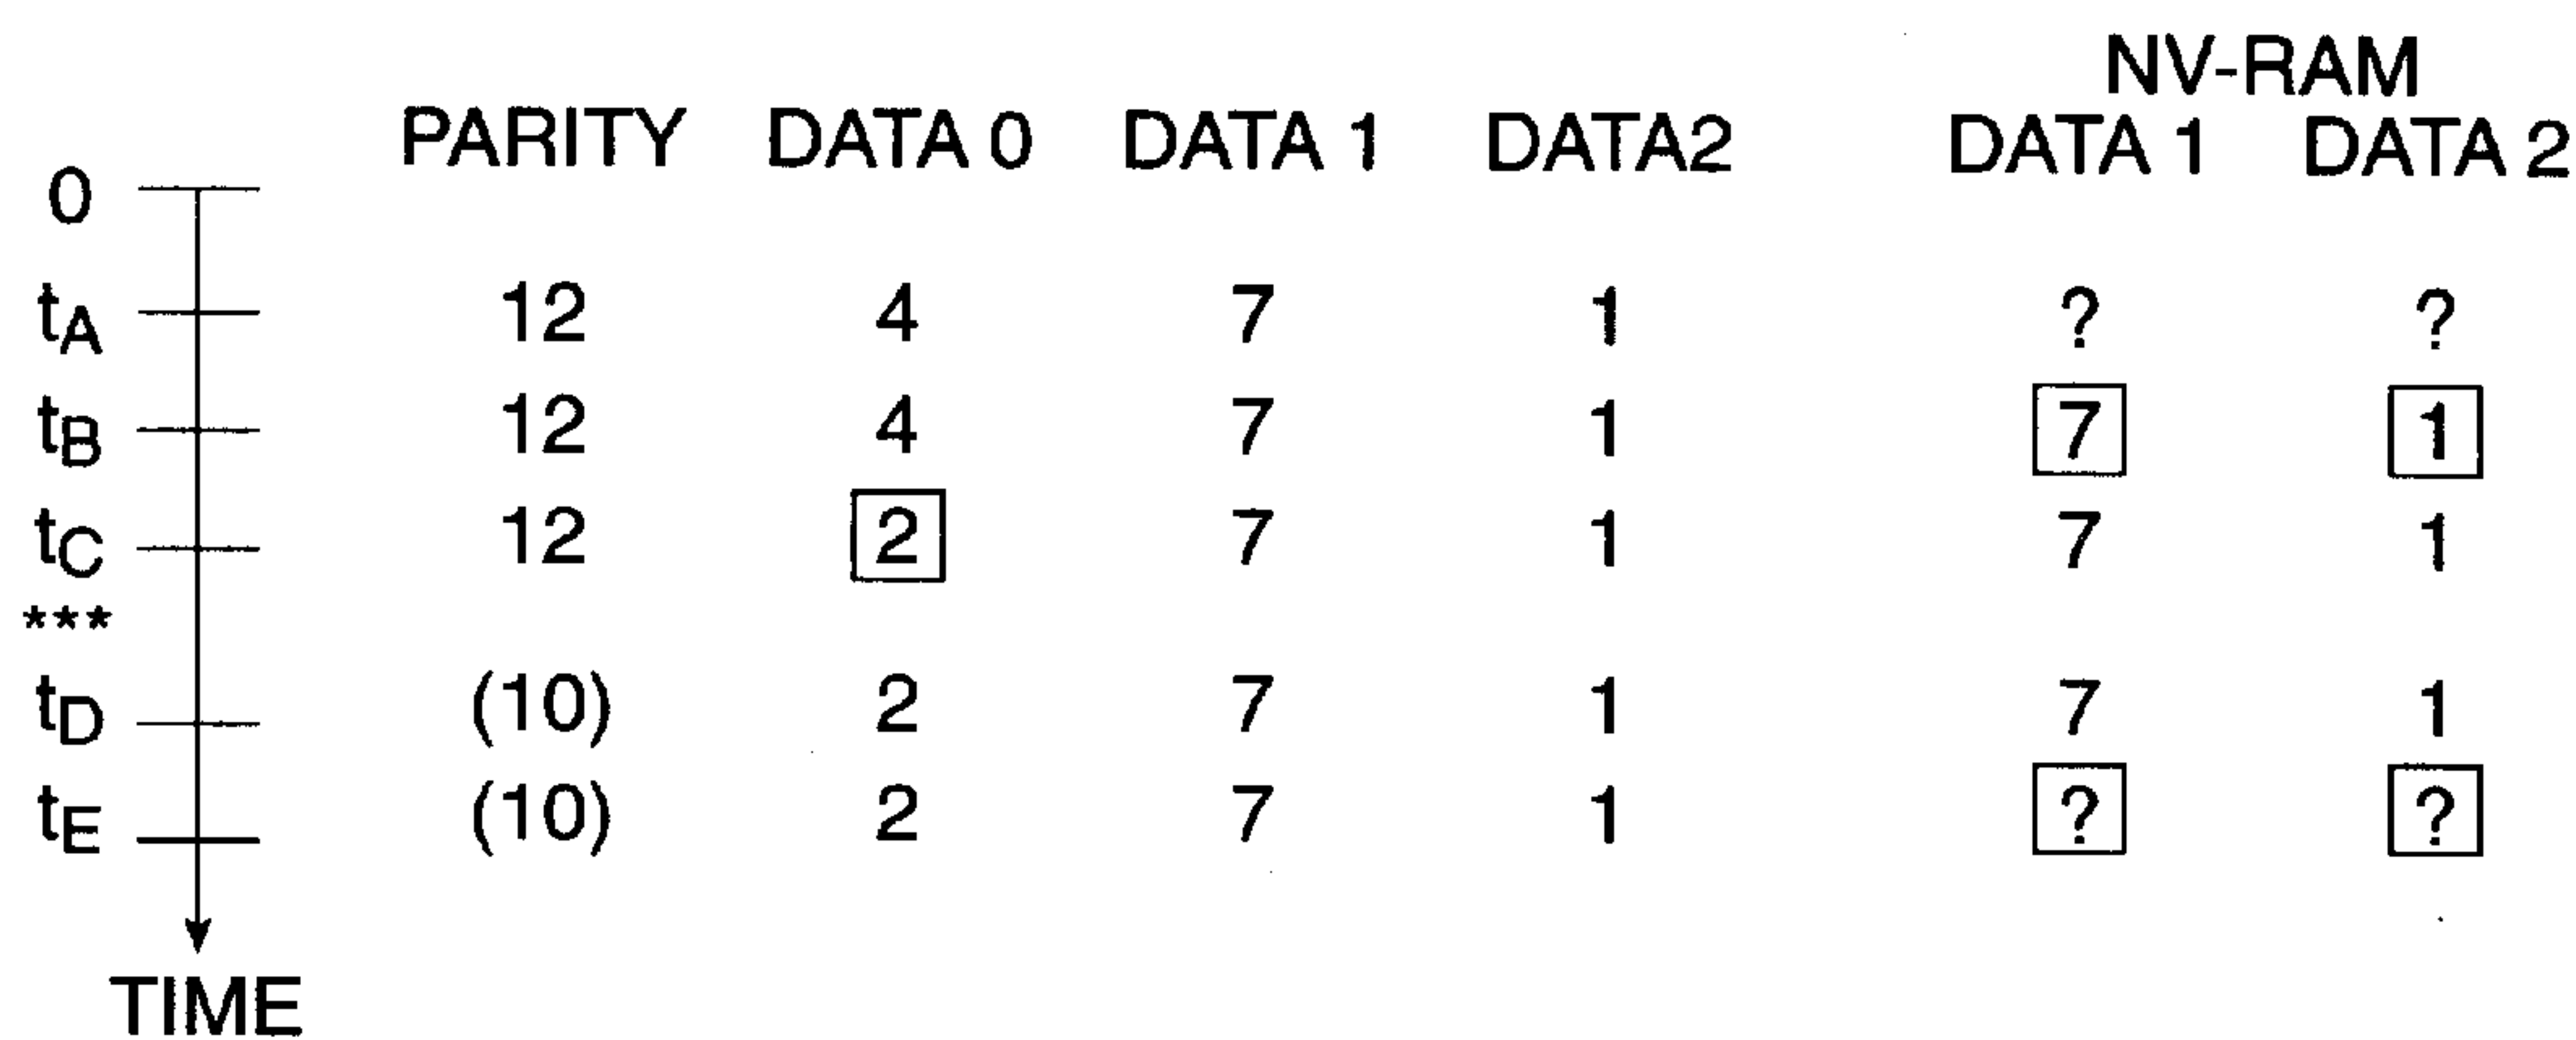 NV-RAM
PARITY DATA 0 DATA 1 DATA2 DATA 1 DATA 2
0
tA 12 4 7 1 ? ?
tB 12 4 7 1 7 1
tC 12 2 7 1 7 1
***
tD (10) 2 7 1 7 1
tE (10) 2 7 1 ? ?
TIME